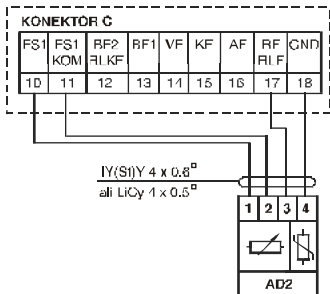 KONEKTOR C
FS1 FS1 BF2 BF1 VF KF AF RF GND
KOM RLKF RLF
10 11 12 13 14 15 16 17 18
IY(St)Y 4 x 0.6
ali LiCy 4 x 0.5
1 2 3 4
AD2